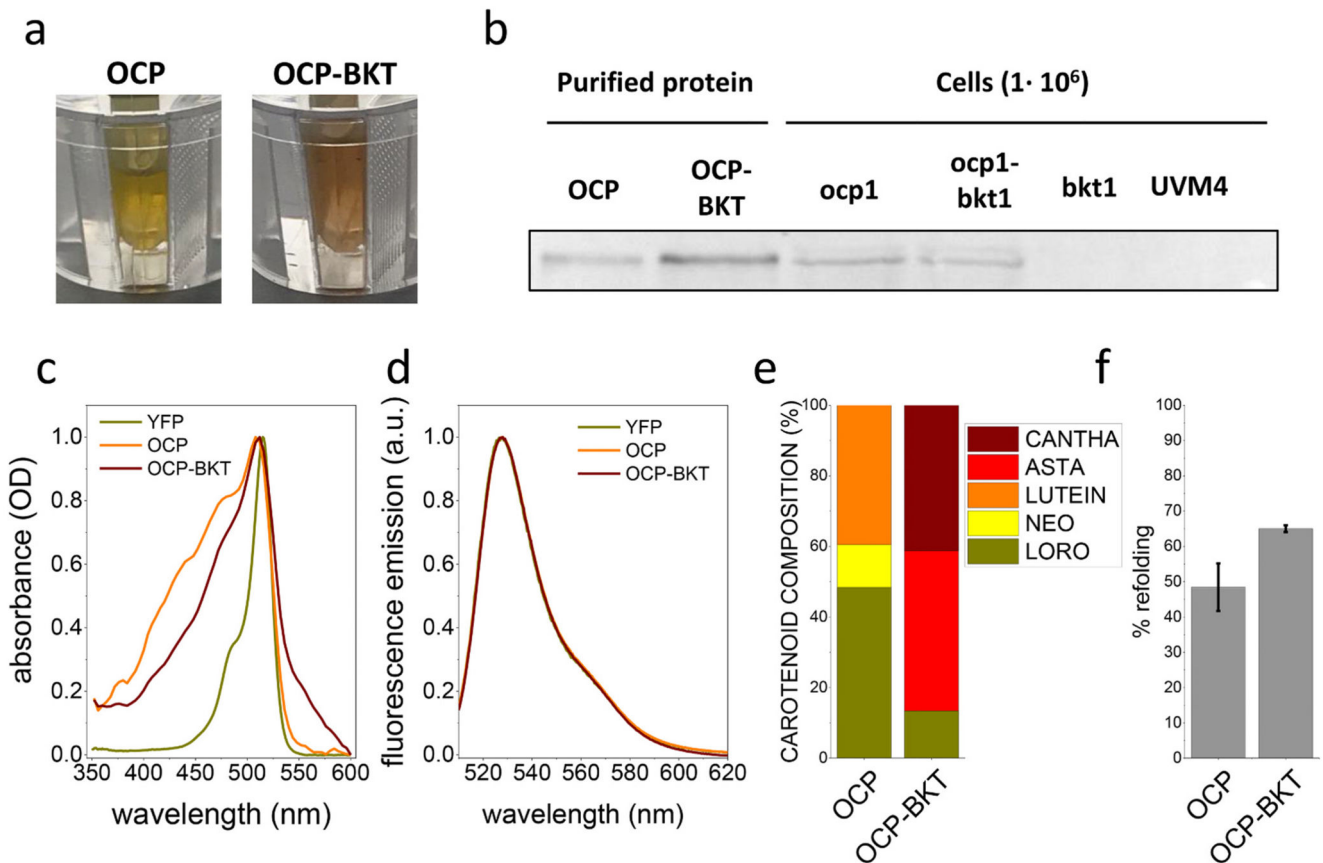 a
OCP
OCP-BKT
b
Purified protein
Cells (1· 10⁶)
OCP
OCP-
BKT
ocp1
ocp1-
bkt1
bkt1
UVM4
c
YFP
OCP
OCP-BKT
absorbance (OD)
1.0
0.8
0.6
0.4
0.2
0.0
350
400
450
500
550
600
wavelength (nm)
d
YFP
OCP
OCP-BKT
fluorescence emission (a.u.)
1.0
0.8
0.6
0.4
0.2
0.0
520
540
560
580
600
620
wavelength (nm)
e
CAROTENOID COMPOSITION (%)
100
80
60
40
20
0
OCP
OCP-BKT
CANTHA
ASTA
LUTEIN
NEO
LORO
f
% refolding
100
90
80
70
60
50
40
30
20
10
0
OCP
OCP-BKT